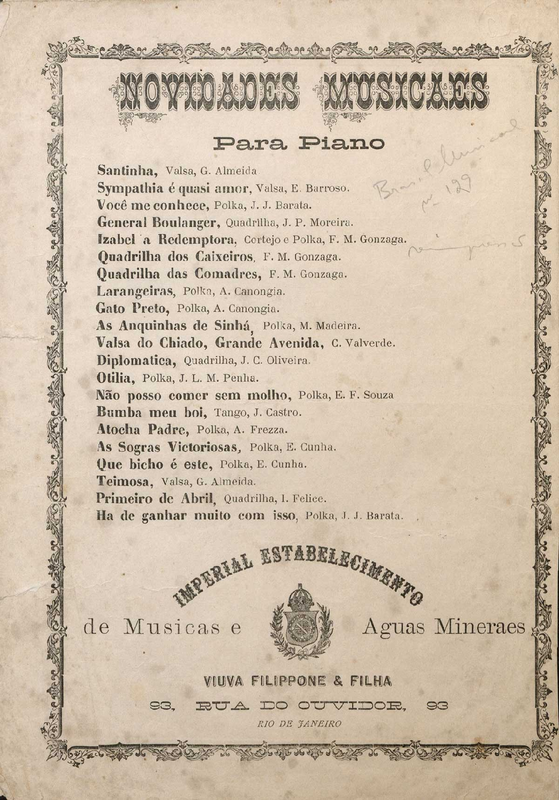 NOVIDADES MUSICAES
Para Piano
Santinha, Valsa, G. Almeida
Sympathia é quasi amor, Valsa, E. Barroso.
Você me conhece, Polka, J. J. Barata.
General Boulanger, Quadrilha, J. P. Moreira.
Izabel a Redemptora, Cortejo e Polka, F. M. Gonzaga.
Quadrilha dos Caixeiros, F. M. Gonzaga.
Quadrilha das Comadres, F. M. Gonzaga.
Larangeiras, Polka, A. Canongia.
Gato Preto, Polka, A. Canongia.
As Anquinhas de Sinhá, Polka, M. Madeira.
Valsa do Chiado, Grande Avenida, C. Valverde.
Diplomatica, Quadrilha, J. C. Oliveira.
Otilia, Polka, J. L. M. Penha.
Não posso comer sem molho, Polka, E. F. Souza
Bumba meu boi, Tango, J. Castro.
Atocha Padre, Polka, A. Frezza.
As Sogras Victoriosas, Polka, E. Cunha.
Que bicho é este, Polka, E. Cunha.
Teimosa, Valsa, G. Almeida.
Primeiro de Abril, Quadrilha, I. Felice.
Ha de ganhar muito com isso, Polka, J. J. Barata.
Brasil Musical
nº 129
IMPERIAL ESTABELECIMENTO
de Musicas e Aguas Mineraes
VIUVA FILIPPONE & FILHA
93, RUA DO OUVIDOR, 93
RIO DE JANEIRO